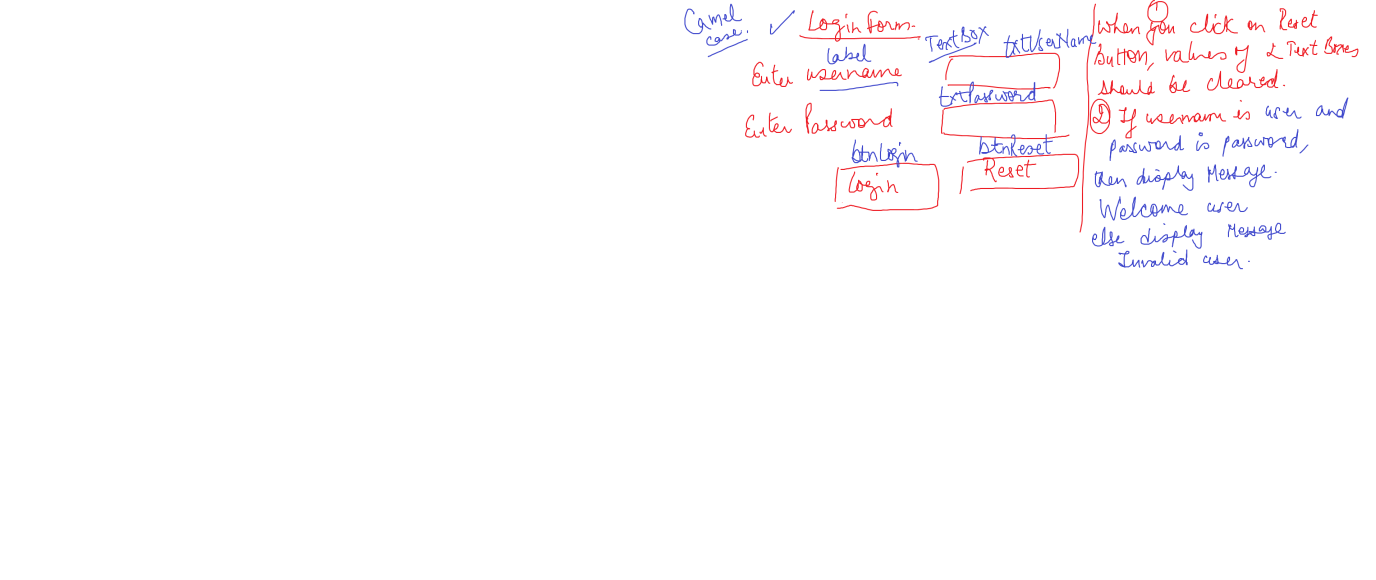 Camel
case.
Login Form.
label
TextBox
txtUserName
Enter username
txtPassword
Enter Password
btnLogin
btnReset
Login
Reset
1
When you click on Reset
Button, values of 2 Text Boxes
should be cleared.
2 If username is user and
password is password,
then display Message.
Welcome user
else display Message
Invalid user.